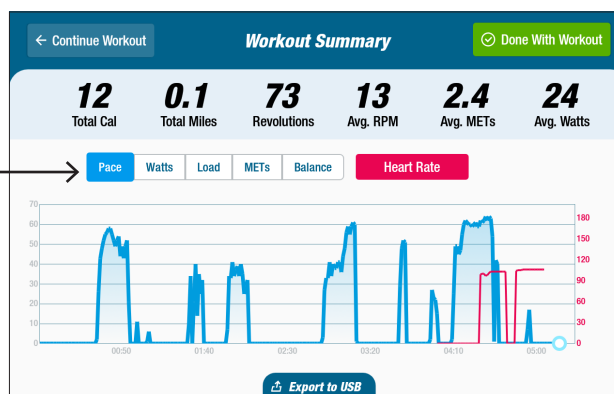 ← Continue Workout
Workout Summary
Done With Workout
12 0.1 73 13 2.4 24
Total Cal Total Miles Revolutions Avg. RPM Avg. METs Avg. Watts
Pace Watts Load METs Balance Heart Rate
70
60
50
40
30
20
10
0
180
150
120
90
60
30
0
00:50 01:40 02:30 03:20 04:10 05:00
Export to USB